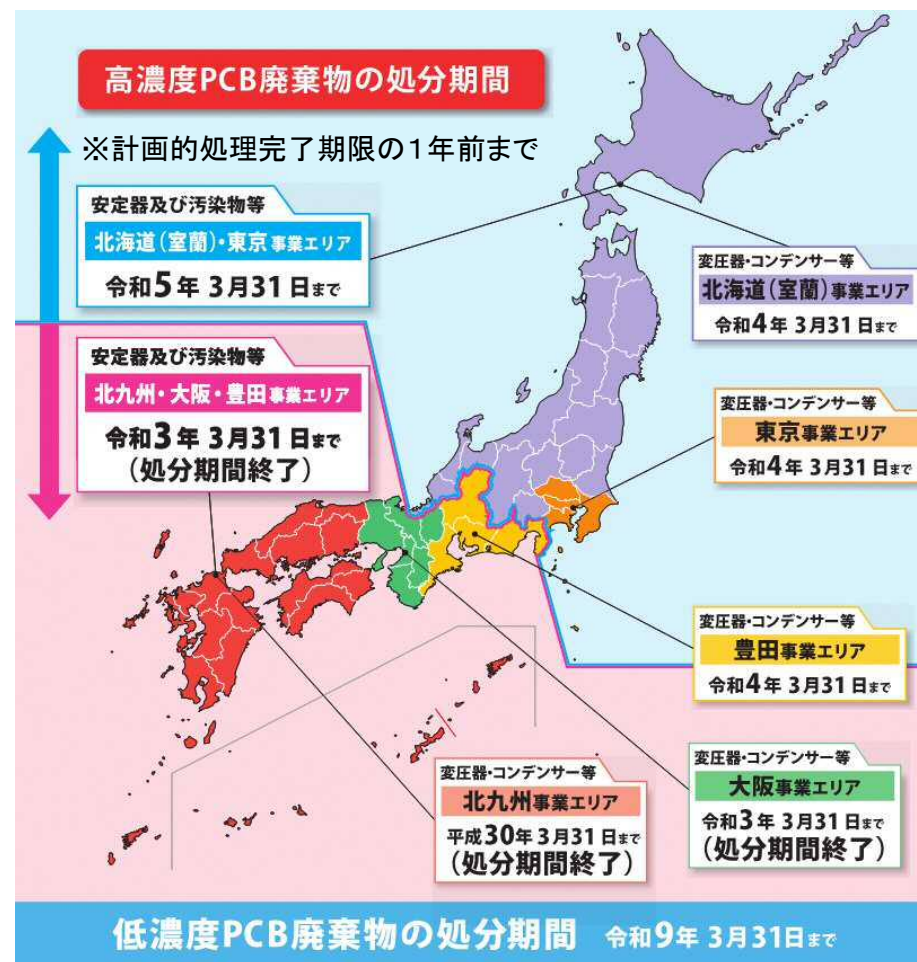 高濃度PCB廃棄物の処分期間
※計画的処理完了期限の1年前まで
安定器及び汚染物等
北海道(室蘭)・東京事業エリア
令和5年 3月31日まで
安定器及び汚染物等
北九州・大阪・豊田事業エリア
令和3年 3月31日まで
(処分期間終了)
変圧器・コンデンサー等
北海道(室蘭)事業エリア
令和4年 3月31日まで
変圧器・コンデンサー等
東京事業エリア
令和4年 3月31日まで
変圧器・コンデンサー等
豊田事業エリア
令和4年 3月31日まで
変圧器・コンデンサー等
大阪事業エリア
令和3年 3月31日まで
(処分期間終了)
変圧器・コンデンサー等
北九州事業エリア
平成30年 3月31日まで
(処分期間終了)
低濃度PCB廃棄物の処分期間 令和9年 3月31日まで